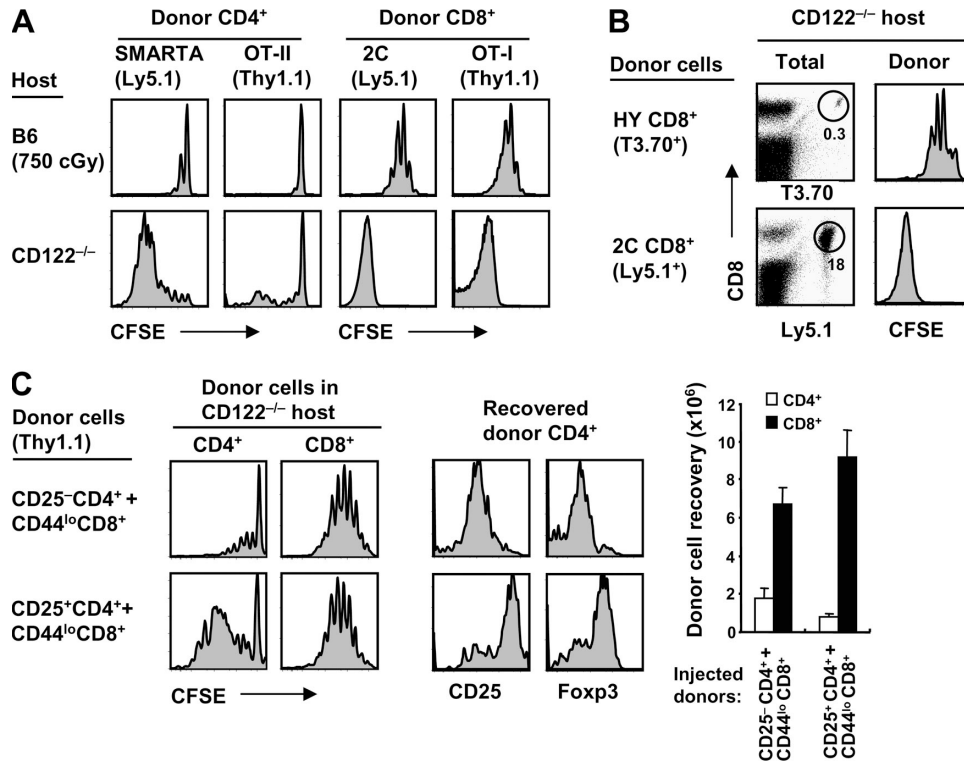 A
Donor CD4⁺
Donor CD8⁺
Host
SMARTA
(Ly5.1)
OT-II
(Thy1.1)
2C
(Ly5.1)
OT-I
(Thy1.1)
B6
(750 cGy)
CD122⁻/⁻
CFSE
CFSE
B
CD122⁻/⁻ host
Donor cells
Total
Donor
HY CD8⁺
(T3.70⁺)
0.3
T3.70
2C CD8⁺
(Ly5.1⁺)
18
CD8
Ly5.1
CFSE
C
Donor cells
(Thy1.1)
Donor cells in
CD122⁻/⁻ host
CD4⁺
CD8⁺
Recovered
donor CD4⁺
CD25⁻CD4⁺ +
CD44ˡᵒCD8⁺
CD25⁺CD4⁺ +
CD44ˡᵒCD8⁺
CFSE
CD25
Foxp3
Donor cell recovery (x10⁶)
CD4⁺
CD8⁺
12
10
8
6
4
2
0
Injected
donors:
CD25⁻ CD4⁺ +
CD44ˡᵒ CD8⁺
CD25⁺ CD4⁺ +
CD44ˡᵒ CD8⁺